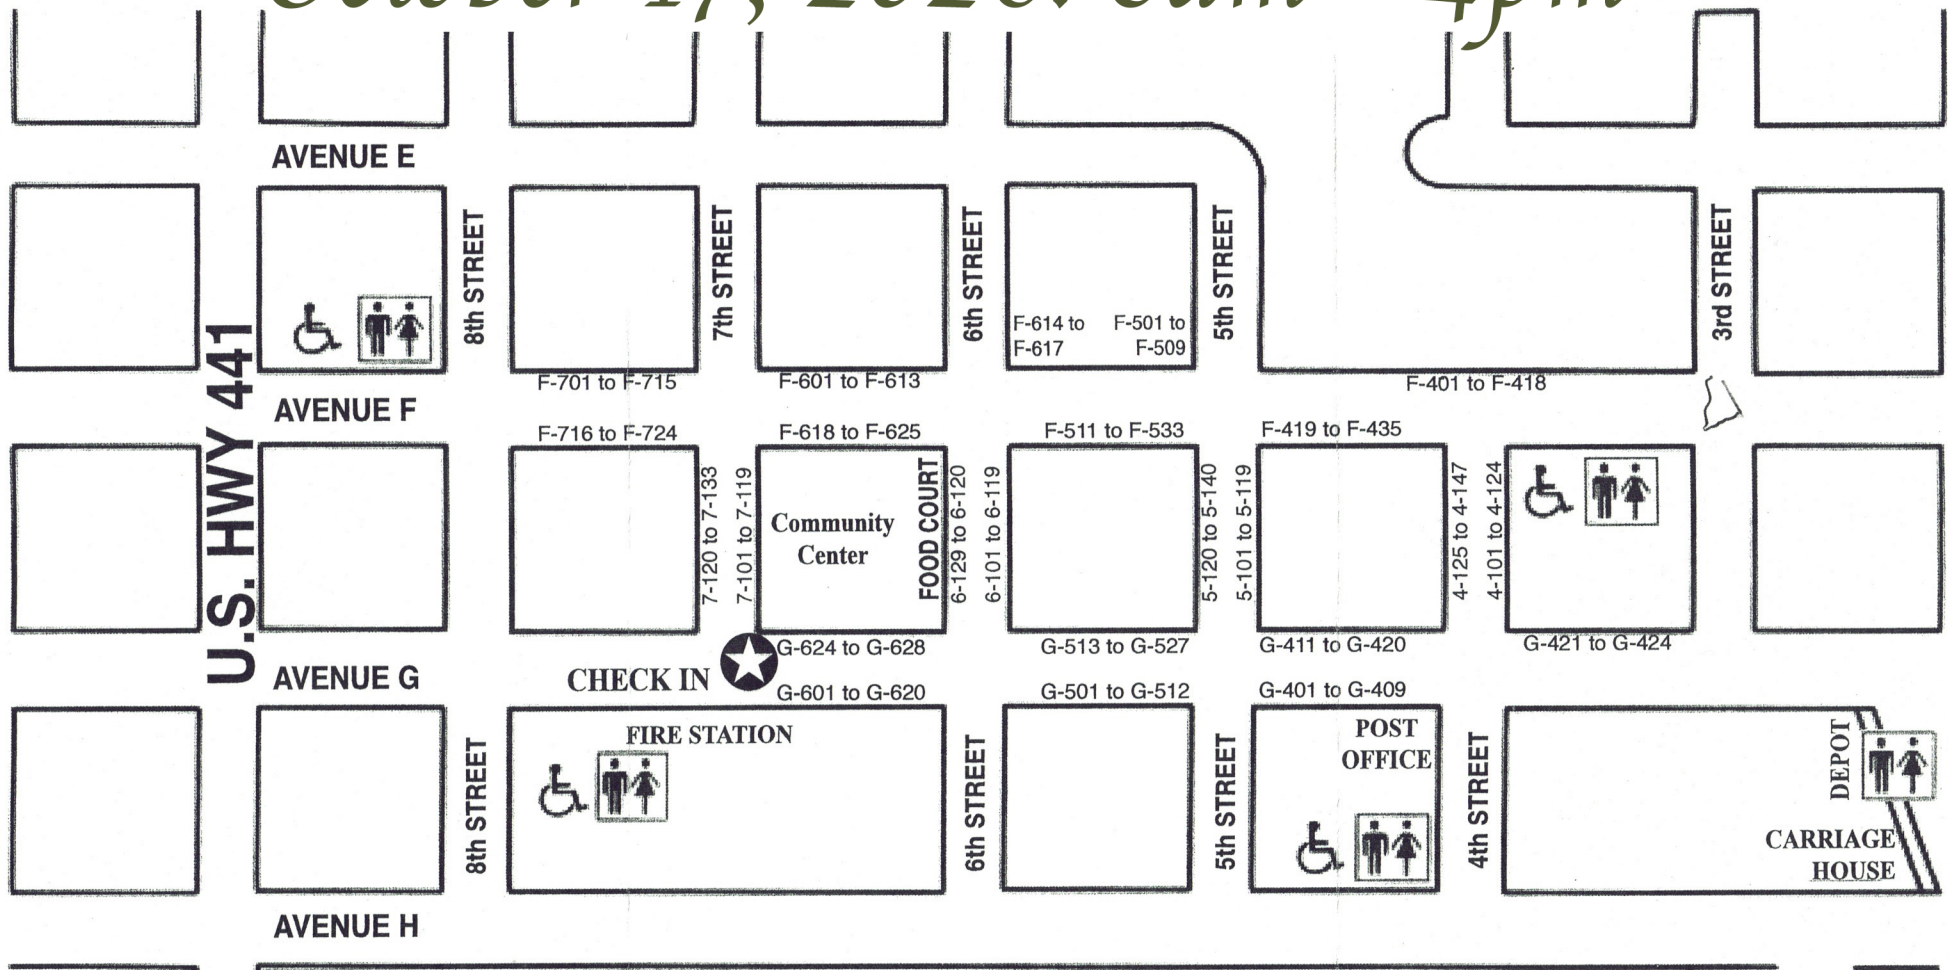 AVENUE E
8th STREET
7th STREET
6th STREET
5th STREET
3rd STREET
F-614 to
F-617
F-501 to
F-509
U.S. HWY 441
F-701 to F-715
F-601 to F-613
F-401 to F-418
AVENUE F
F-716 to F-724
F-618 to F-625
F-511 to F-533
F-419 to F-435
7-120 to 7-133
7-101 to 7-119
Community
Center
FOOD COURT
6-129 to 6-120
6-101 to 6-119
5-120 to 5-140
5-101 to 5-119
4-125 to 4-147
4-101 to 4-124
G-624 to G-628
G-513 to G-527
G-411 to G-420
G-421 to G-424
AVENUE G
CHECK IN
G-601 to G-620
G-501 to G-512
G-401 to G-409
8th STREET
FIRE STATION
6th STREET
5th STREET
POST
OFFICE
4th STREET
DEPOT
CARRIAGE
HOUSE
AVENUE H